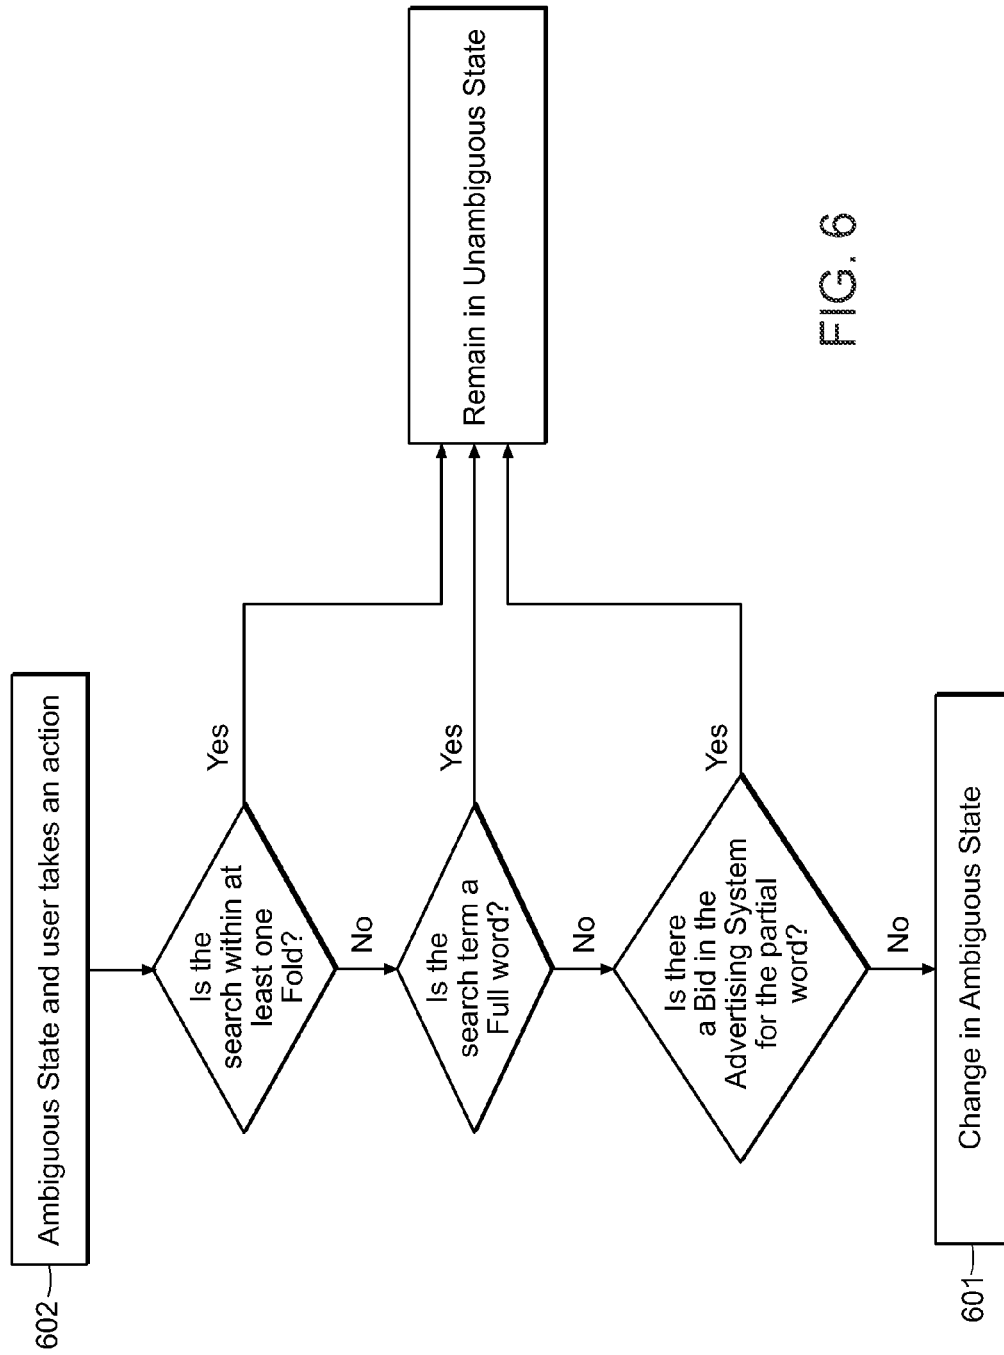 602
Ambiguous State and user takes an action
Is the
search within at
least one
Fold?
Yes
No
Is the
search term a
Full word?
Yes
No
Is there
a Bid in the
Advertising System
for the partial
word?
Yes
No
Remain in Unambiguous State
601
Change in Ambiguous State
FIG. 6